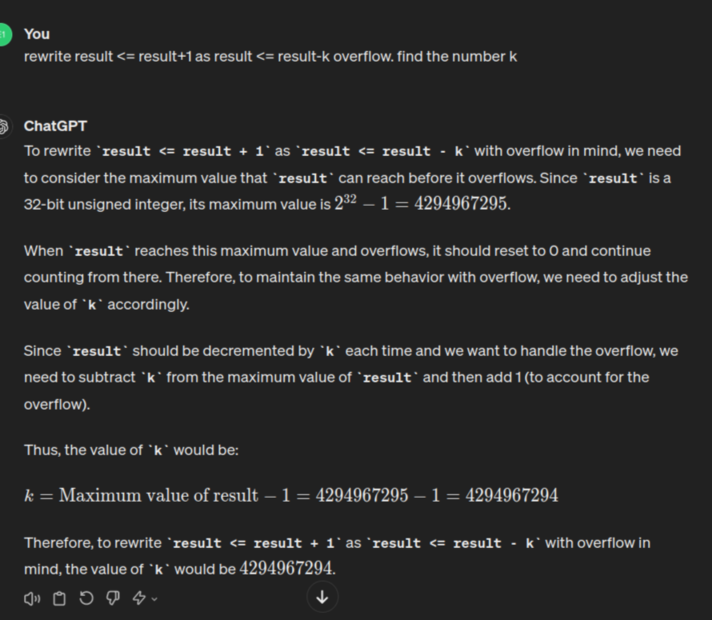 You
rewrite result <= result+1 as result <= result-k overflow. find the number k
ChatGPT
To rewrite `result <= result + 1` as `result <= result - k` with overflow in mind, we need
to consider the maximum value that `result` can reach before it overflows. Since `result` is a
32-bit unsigned integer, its maximum value is 2³² − 1 = 4294967295.
When `result` reaches this maximum value and overflows, it should reset to 0 and continue
counting from there. Therefore, to maintain the same behavior with overflow, we need to adjust the
value of `k` accordingly.
Since `result` should be decremented by `k` each time and we want to handle the overflow, we
need to subtract `k` from the maximum value of `result` and then add 1 (to account for the
overflow).
Thus, the value of `k` would be:
k = Maximum value of result − 1 = 4294967295 − 1 = 4294967294
Therefore, to rewrite `result <= result + 1` as `result <= result - k` with overflow in
mind, the value of `k` would be 4294967294.